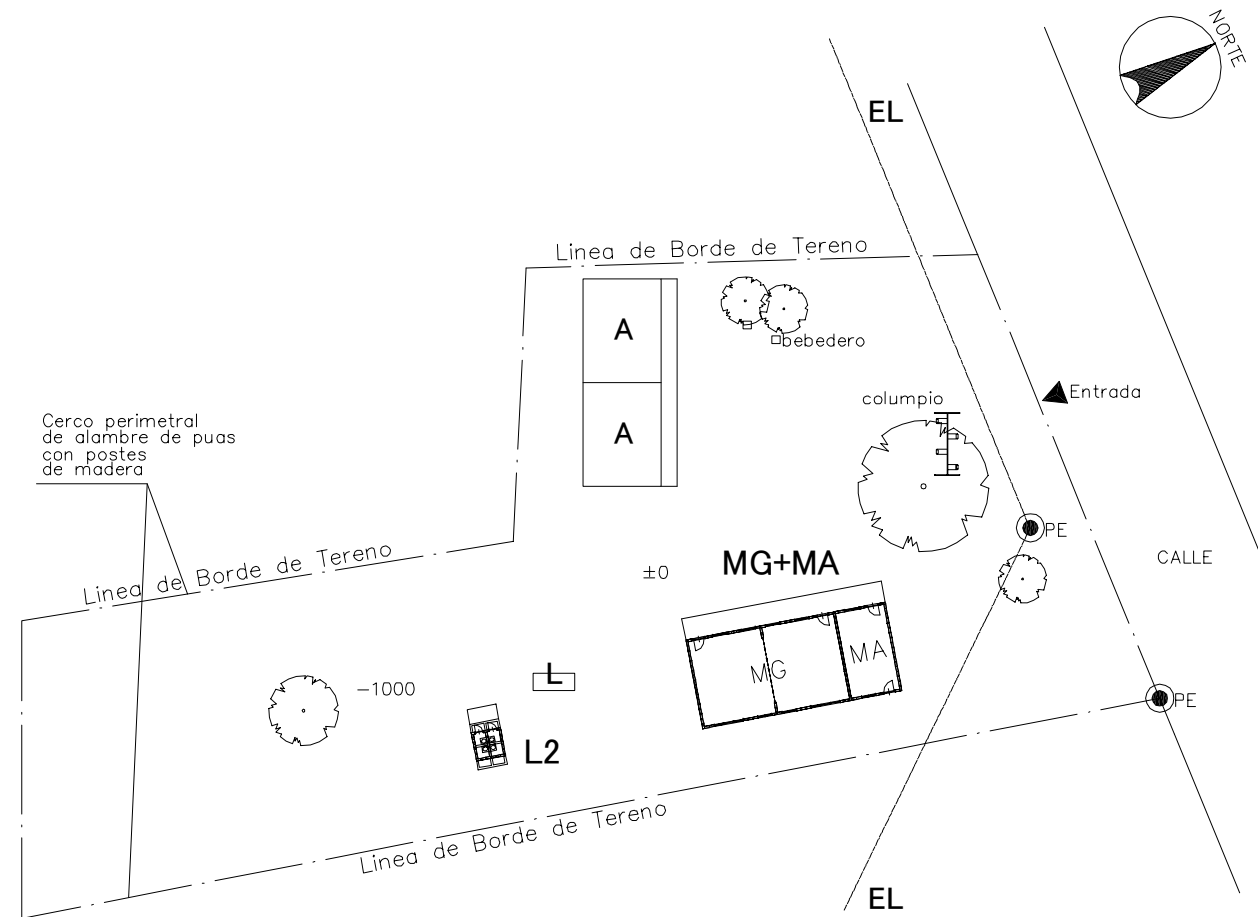 NORTE
EL
Linea de Borde de Tereno
A
bebedero
Entrada
columpio
A
Cerco perimetral
de alambre de puas
con postes
de madera
PE
Linea de Borde de Tereno
±0
MG+MA
CALLE
MG
MA
L
-1000
PE
L2
Linea de Borde de Tereno
EL